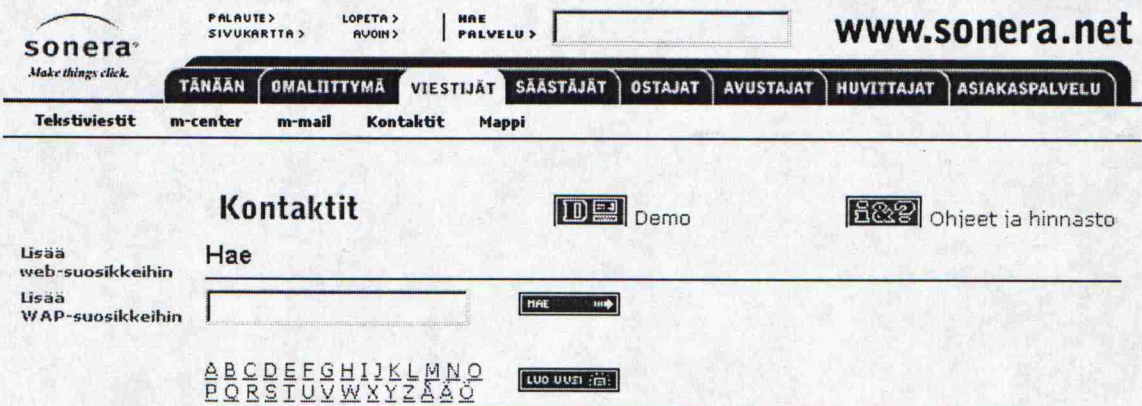 sonera
Make things click.
PALAUTE>
SIVUKARTTA>
LOPETA>
AVOIN>
HAE
PALVELU>
www.sonera.net
TÄNÄÄN OMALIITTYMÄ VIESTIJÄT SÄÄSTÄJÄT OSTAJAT AVUSTAJAT HUVITTAJAT ASIAKASPALVELU
Tekstiviestit m-center m-mail Kontaktit Mappi
Kontaktit
Demo
i&? Ohjeet ja hinnasto
Lisää
web-suosikkeihin
Hae
Lisää
WAP-suosikkeihin
HAE
A B C D E F G H I J K L M N O
P Q R S T U V W X Y Z Å Ä Ö
LUO UUSI